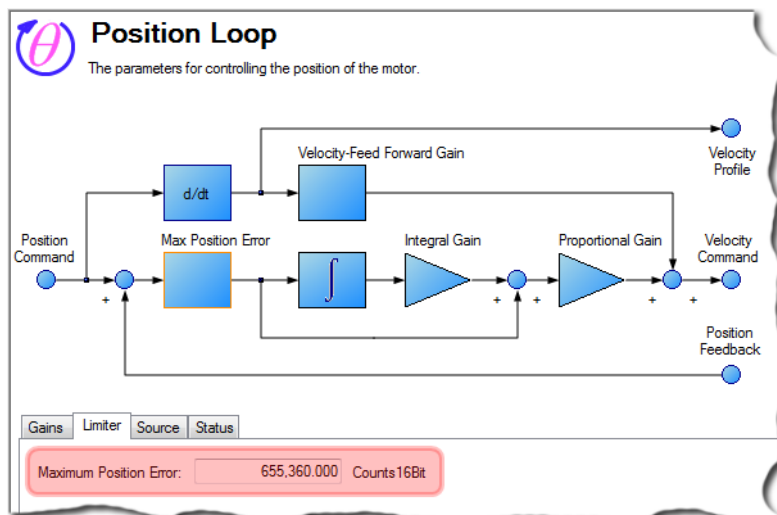 θ
Position Loop
The parameters for controlling the position of the motor.
Velocity-Feed Forward Gain
Velocity
Profile
d/dt
Position
Command
Max Position Error
Integral Gain
Proportional Gain
Velocity
Command
∫
+
+
+
+
+
Position
Feedback
Gains Limiter Source Status
Maximum Position Error: 655,360.000 Counts16Bit